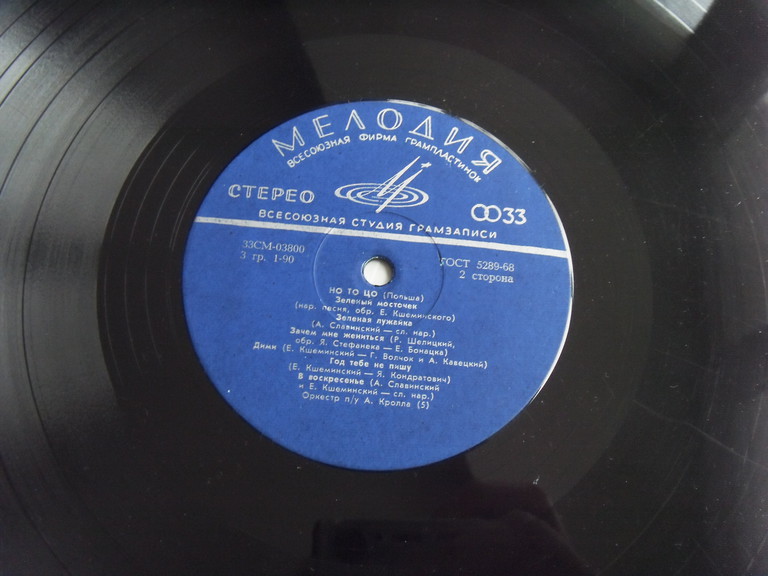 МЕЛОДИЯ
ВСЕСОЮЗНАЯ ФИРМА ГРАМПЛАСТИНОК
СТЕРЕО
33
ВСЕСОЮЗНАЯ СТУДИЯ ГРАМЗАПИСИ
33СМ-03800
ГОСТ 5289-68
3 гр. 1-90
2 сторона
НО ТО ЦО (Польша)
Зеленый мосточек
(нар. песня, обр. Е. Кшеминского)
Зеленая лужайка
(А. Славинский — сл. нар.)
Зачем мне жениться (Р. Шелицкий,
обр. Я. Стефанека — Е. Бонацка)
Дими (Е. Кшеминский — Г. Волчок и А. Кавецкий)
Год тебе не пишу
(Е. Кшеминский — Я. Кондратович)
В воскресенье (А. Славинский
и Е. Кшеминский — сл. нар.)
Оркестр п/у А. Кролла (5)